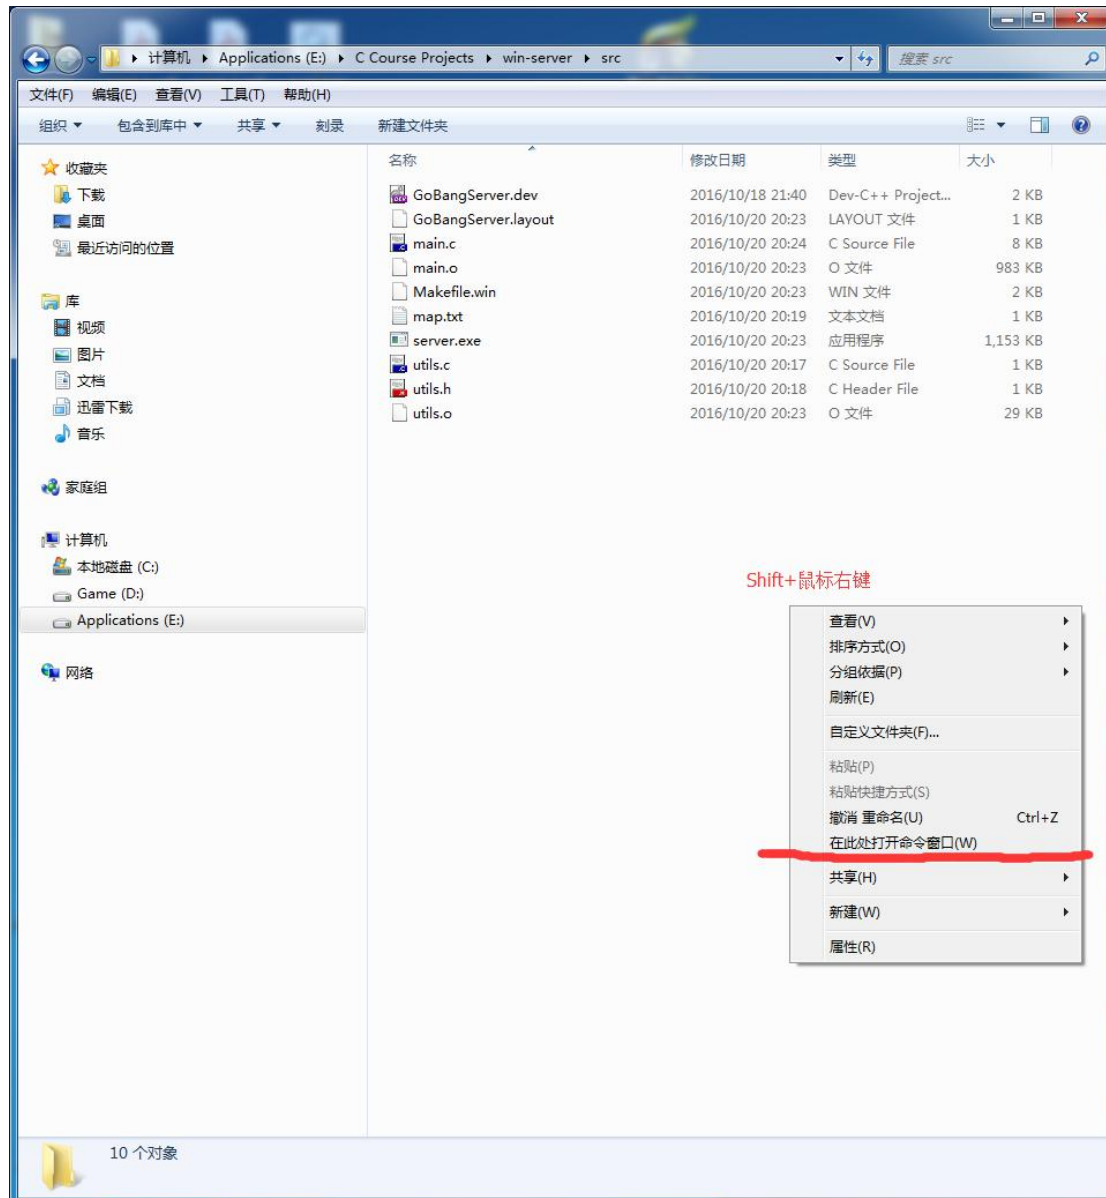 计算机 ▸ Applications (E:) ▸ C Course Projects ▸ win-server ▸ src
搜索 src
文件(F) 编辑(E) 查看(V) 工具(T) 帮助(H)
组织 包含到库中 共享 刻录 新建文件夹
名称 修改日期 类型 大小
收藏夹
下载
桌面
最近访问的位置
库
视频
图片
文档
迅雷下载
音乐
家庭组
计算机
本地磁盘 (C:)
Game (D:)
Applications (E:)
网络
GoBangServer.dev 2016/10/18 21:40 Dev-C++ Project... 2 KB
GoBangServer.layout 2016/10/20 20:23 LAYOUT 文件 1 KB
main.c 2016/10/20 20:24 C Source File 8 KB
main.o 2016/10/20 20:23 O 文件 983 KB
Makefile.win 2016/10/20 20:23 WIN 文件 2 KB
map.txt 2016/10/20 20:19 文本文档 1 KB
server.exe 2016/10/20 20:23 应用程序 1,153 KB
utils.c 2016/10/20 20:17 C Source File 1 KB
utils.h 2016/10/20 20:18 C Header File 1 KB
utils.o 2016/10/20 20:23 O 文件 29 KB
Shift+鼠标右键
查看(V)
排序方式(O)
分组依据(P)
刷新(E)
自定义文件夹(F)...
粘贴(P)
粘贴快捷方式(S)
撤消 重命名(U) Ctrl+Z
在此处打开命令窗口(W)
共享(H)
新建(W)
属性(R)
10 个对象